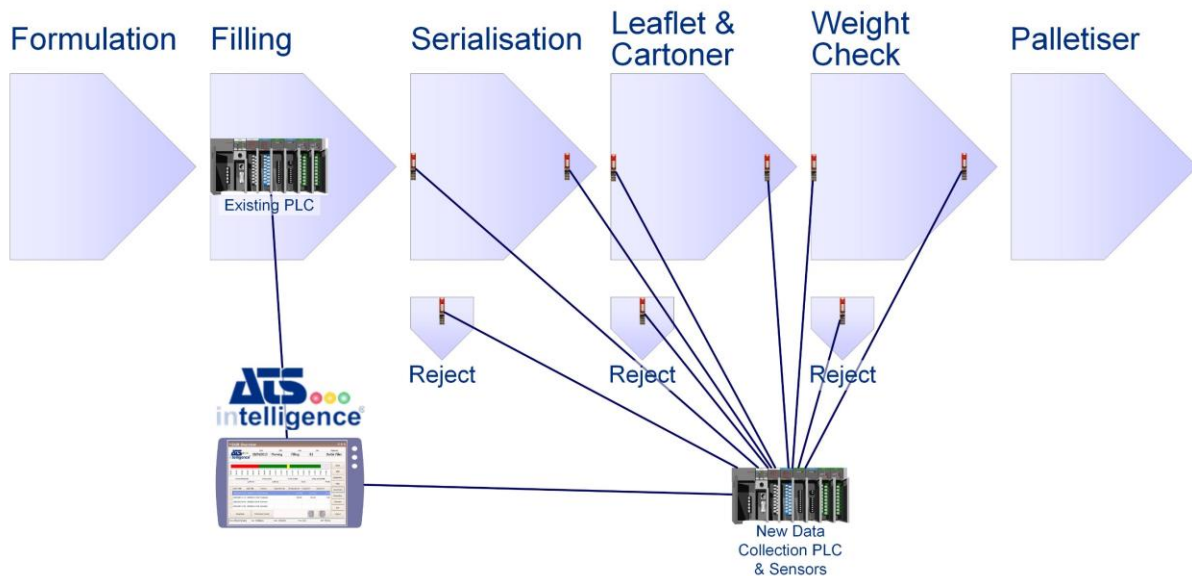 Formulation
Filling
Serialisation
Leaflet &
Cartoner
Weight
Check
Palletiser
Existing PLC
Reject
Reject
Reject
ATS
intelligence
New Data
Collection PLC
& Sensors